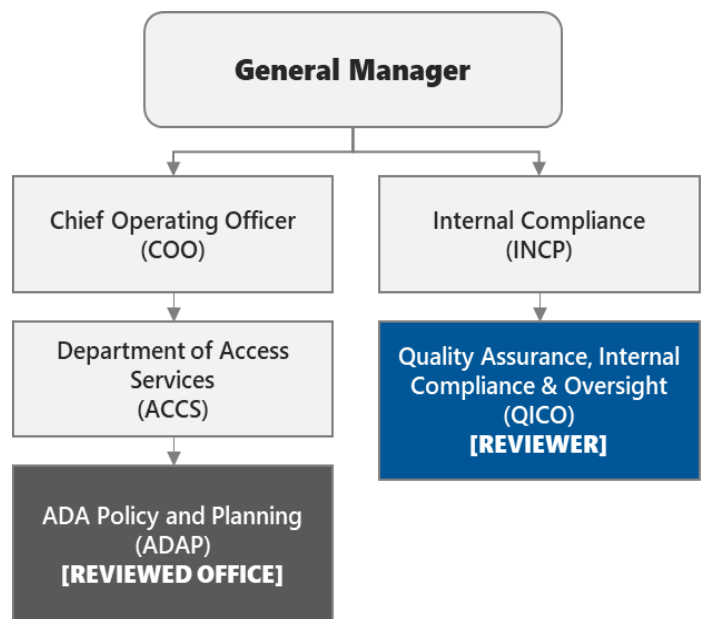 General Manager
Chief Operating Officer
(COO)
Internal Compliance
(INCP)
Department of Access
Services
(ACCS)
Quality Assurance, Internal
Compliance & Oversight
(QICO)
[REVIEWER]
ADA Policy and Planning
(ADAP)
[REVIEWED OFFICE]